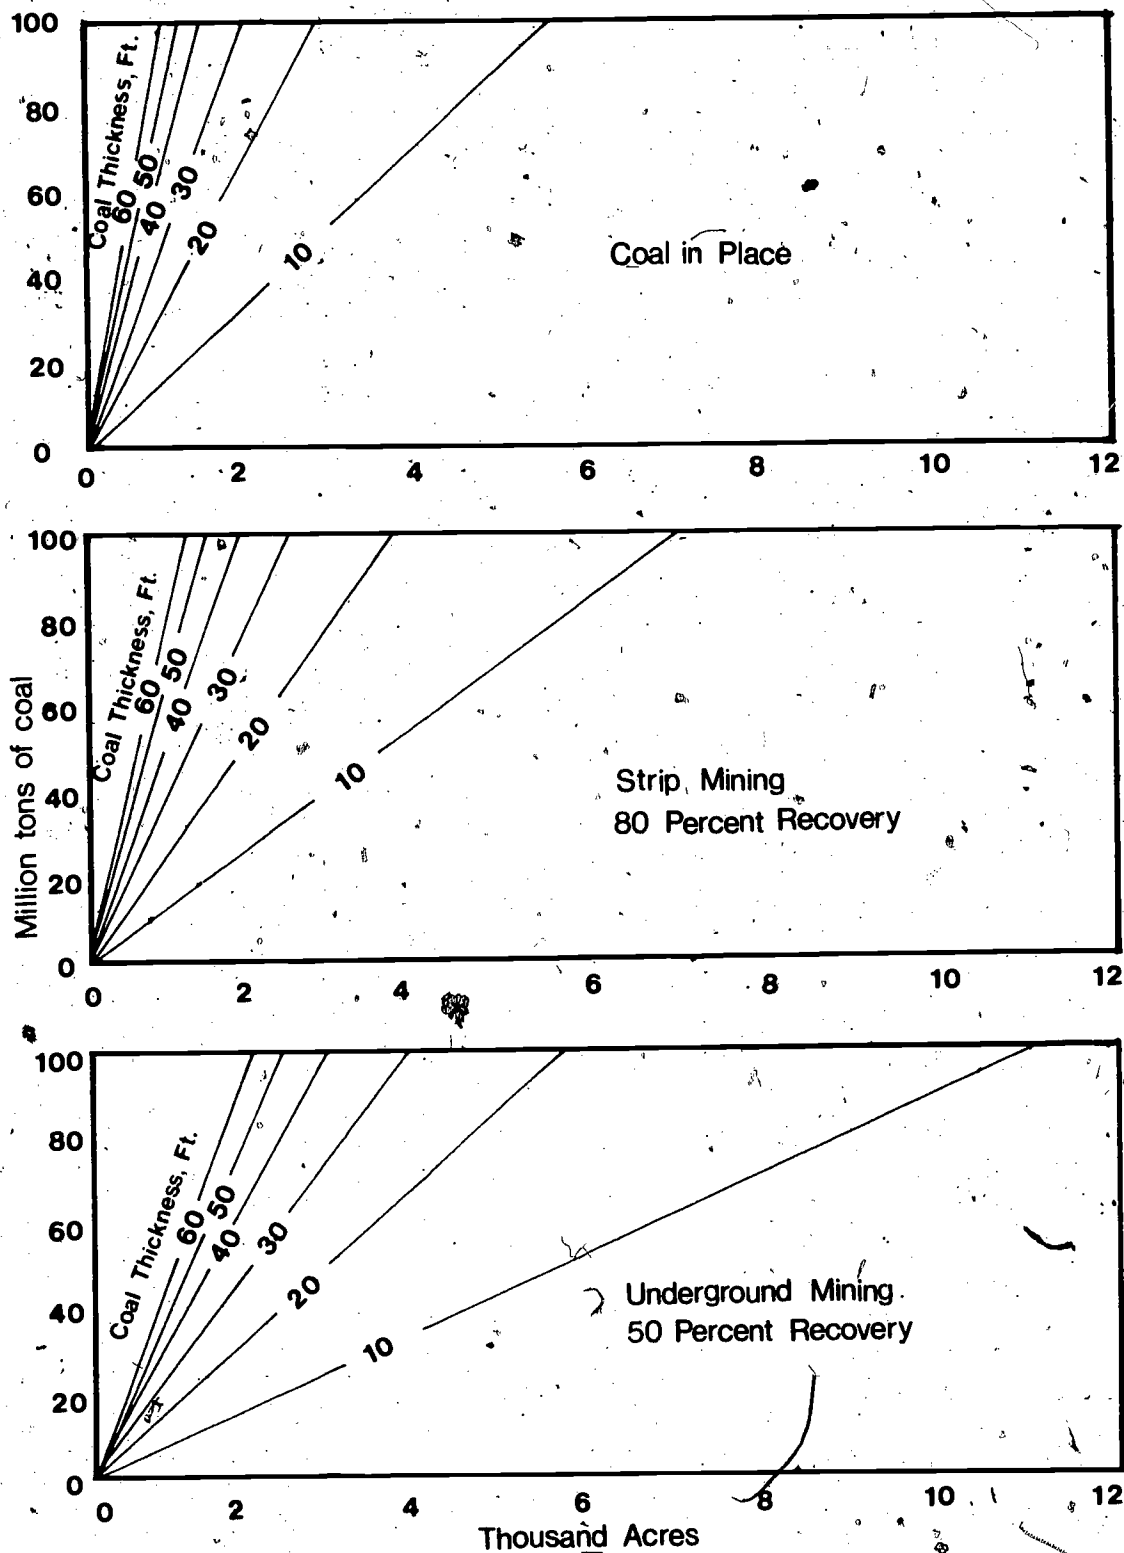 100
80
60
40
20
0
Coal Thickness, Ft.
60
50
40
30
20
10
Coal in Place
0 2 4 6 8 10 12
Million tons of coal
100
80
60
40
20
0
Coal Thickness, Ft.
60
50
40
30
20
10
Strip Mining
80 Percent Recovery
0 2 4 6 8 10 12
100
80
60
40
20
0
Coal Thickness, Ft.
60
50
40
30
20
10
Underground Mining
50 Percent Recovery
0 2 4 6 8 10 12
Thousand Acres